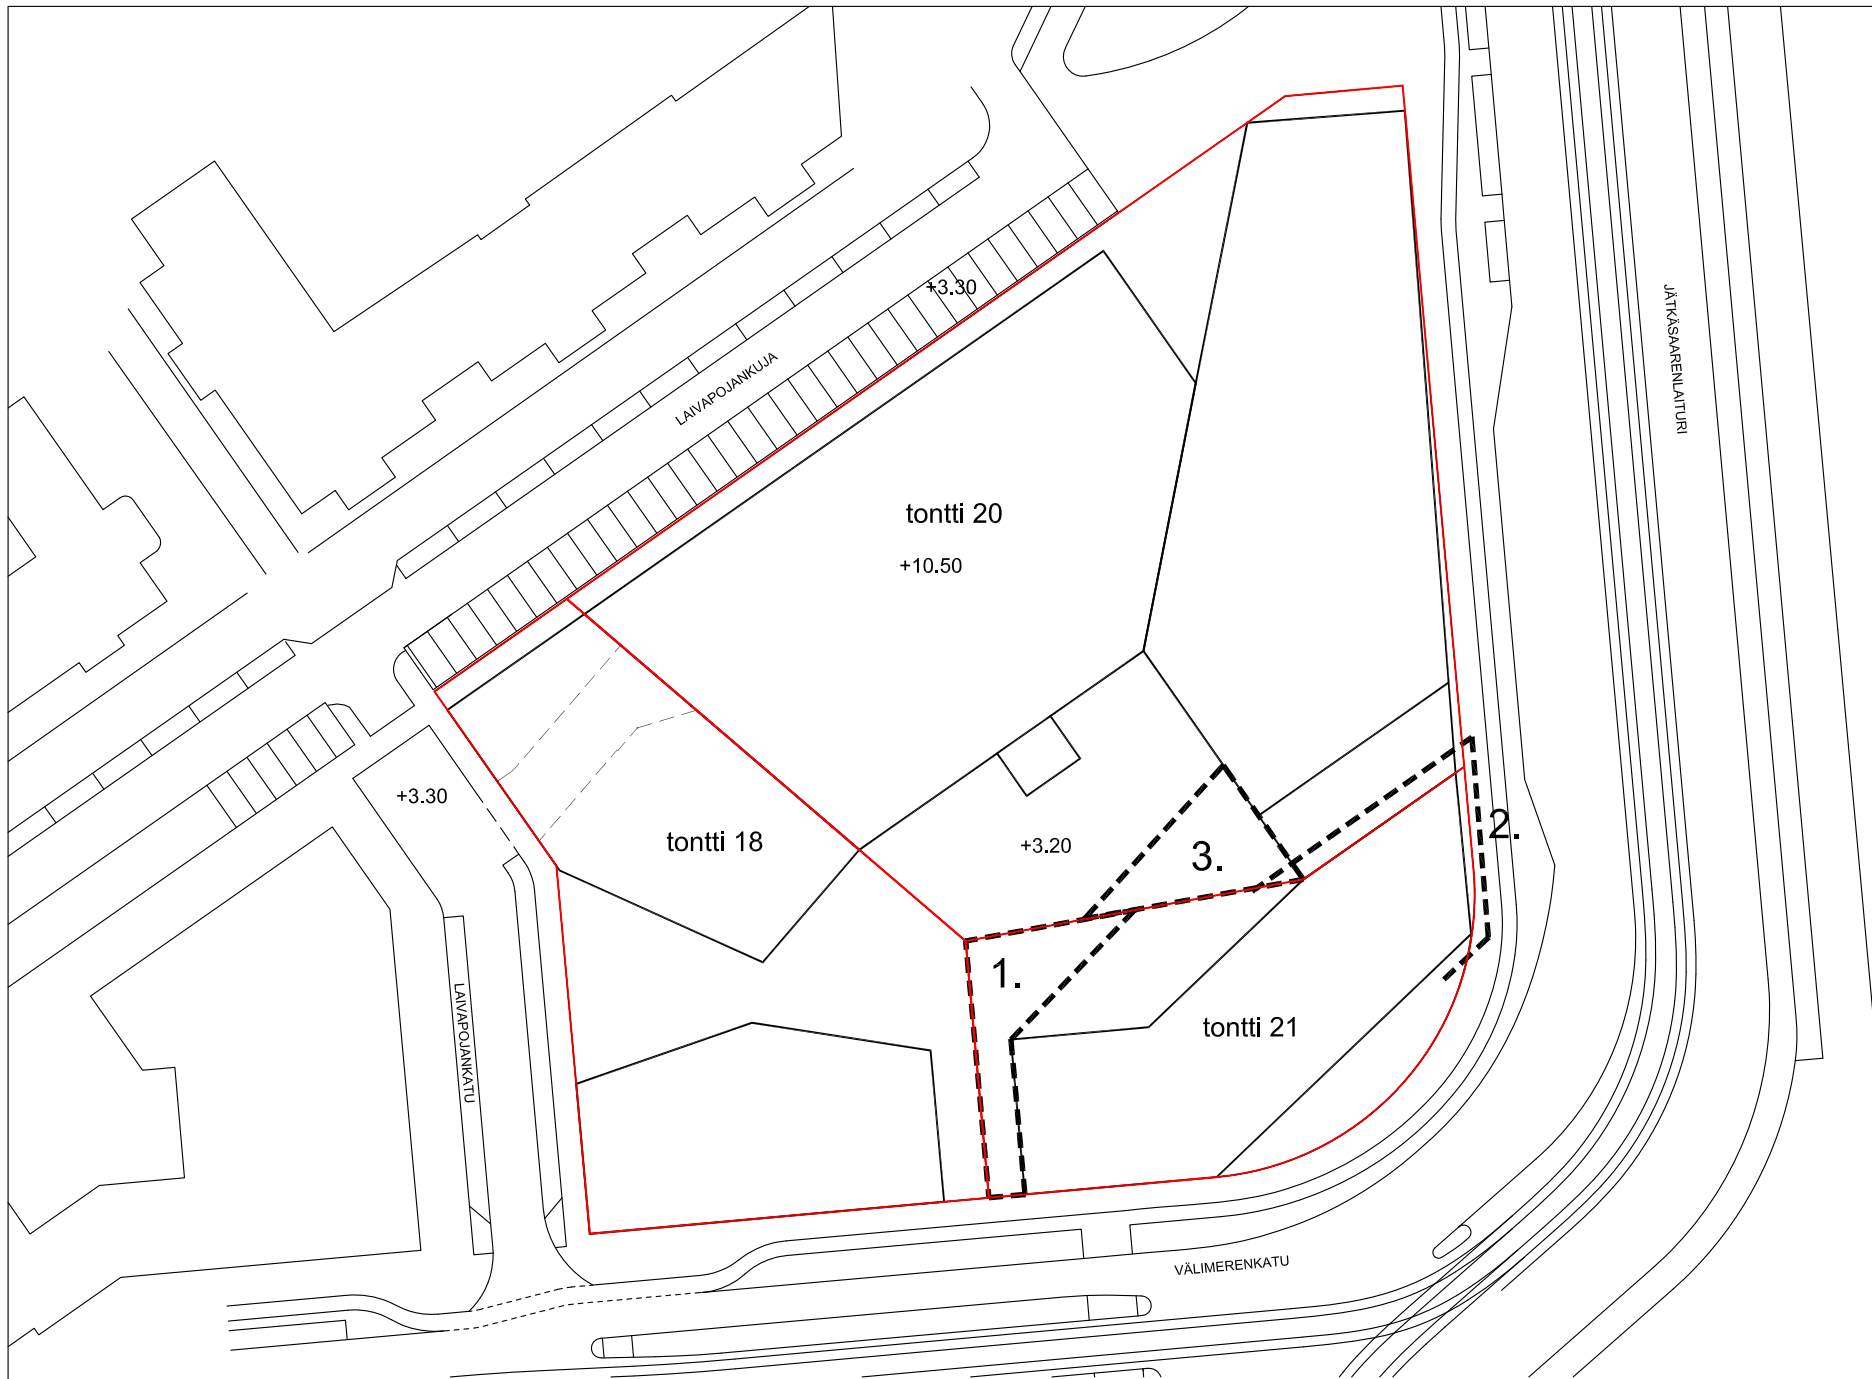 +3.30
JÄTKÄSAARENLAITURI
LAIVAPOJANKUJA
tontti 20
+10.50
+3.30
tontti 18
+3.20
3.
2.
1.
tontti 21
LAIVAPOJANKATU
VÄLIMERENKATU